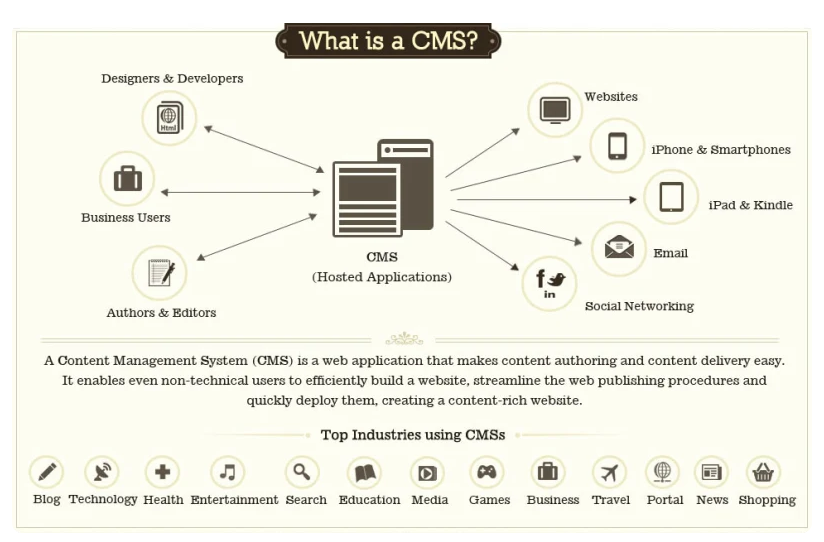 What is a CMS?
Designers & Developers
Html
Business Users
Authors & Editors
CMS
(Hosted Applications)
Websites
iPhone & Smartphones
iPad & Kindle
Email
f
in
Social Networking
A Content Management System (CMS) is a web application that makes content authoring and content delivery easy.
It enables even non-technical users to efficiently build a website, streamline the web publishing procedures and
quickly deploy them, creating a content-rich website.
Top Industries using CMSs
Blog Technology Health Entertainment Search Education Media Games Business Travel Portal News Shopping